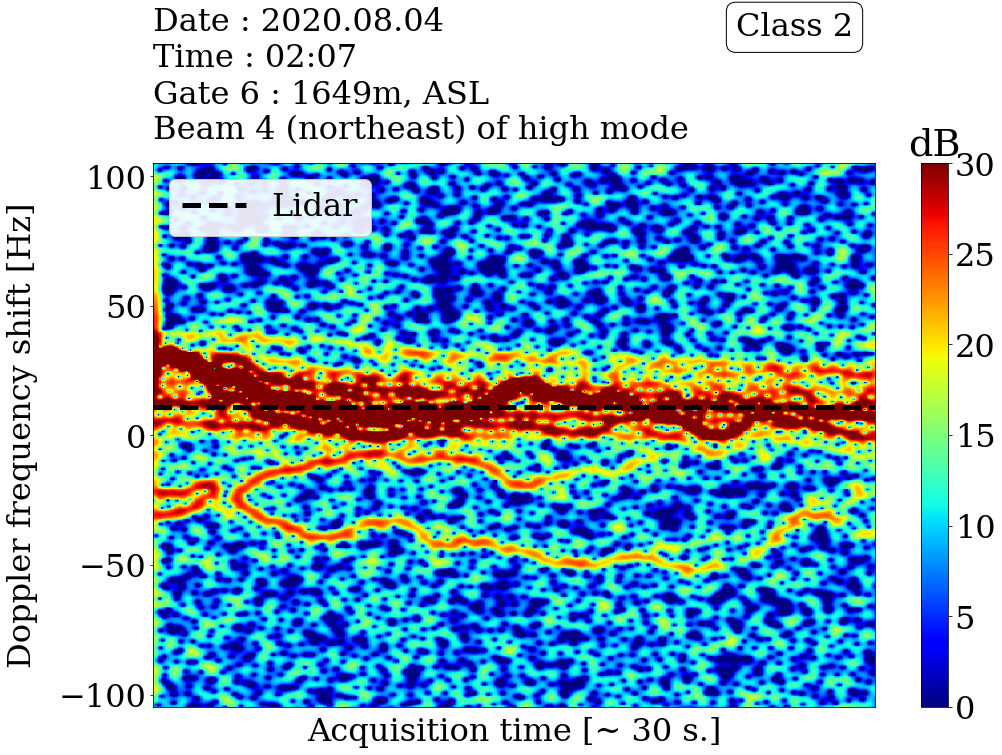 Date : 2020.08.04
Time : 02:07
Gate 6 : 1649m, ASL
Beam 4 (northeast) of high mode
Class 2
dB
Lidar
Doppler frequency shift [Hz]
100
50
0
−50
−100
Acquisition time [~ 30 s.]
30
25
20
15
10
5
0